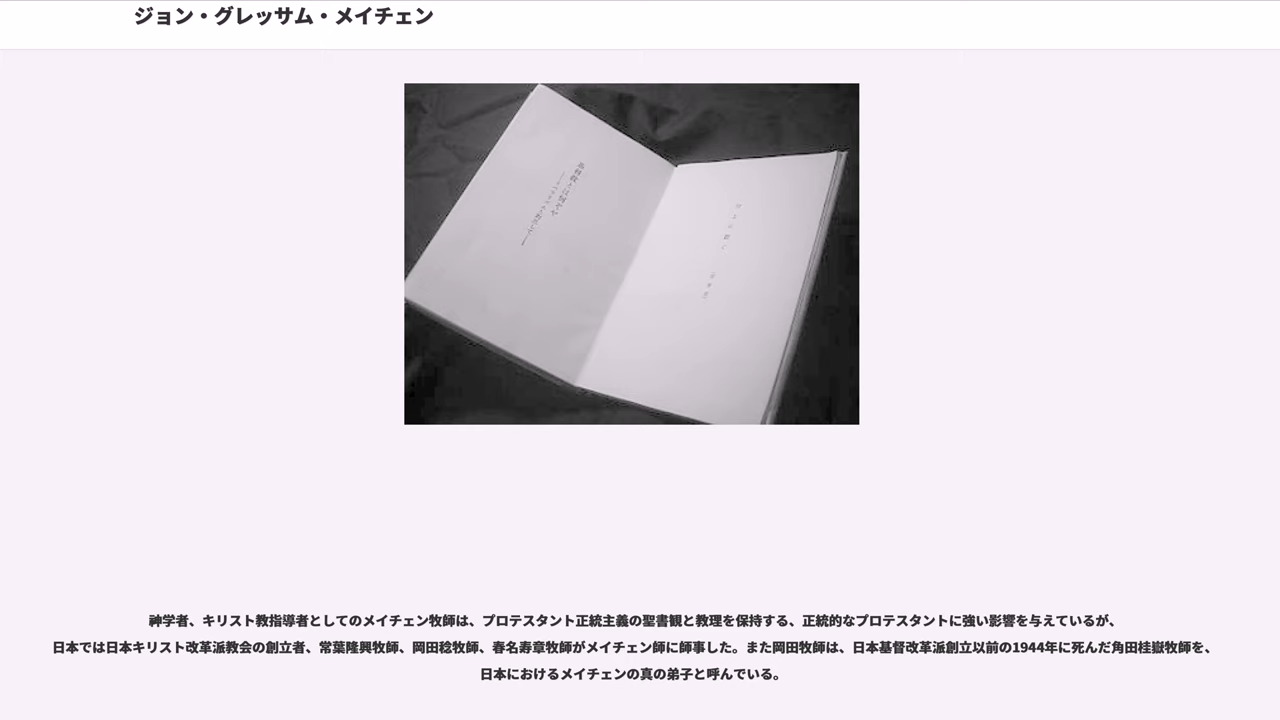 ジョン・グレッサム・メイチェン
神学者、キリスト教指導者としてのメイチェン牧師は、プロテスタント正統主義の聖書観と教理を保持する、正統的なプロテスタントに強い影響を与えているが、
日本では日本キリスト改革派教会の創立者、常葉隆興牧師、岡田稔牧師、春名寿章牧師がメイチェン師に師事した。また岡田牧師は、日本基督改革派創立以前の1944年に死んだ角田桂嶽牧師を、
日本におけるメイチェンの真の弟子と呼んでいる。